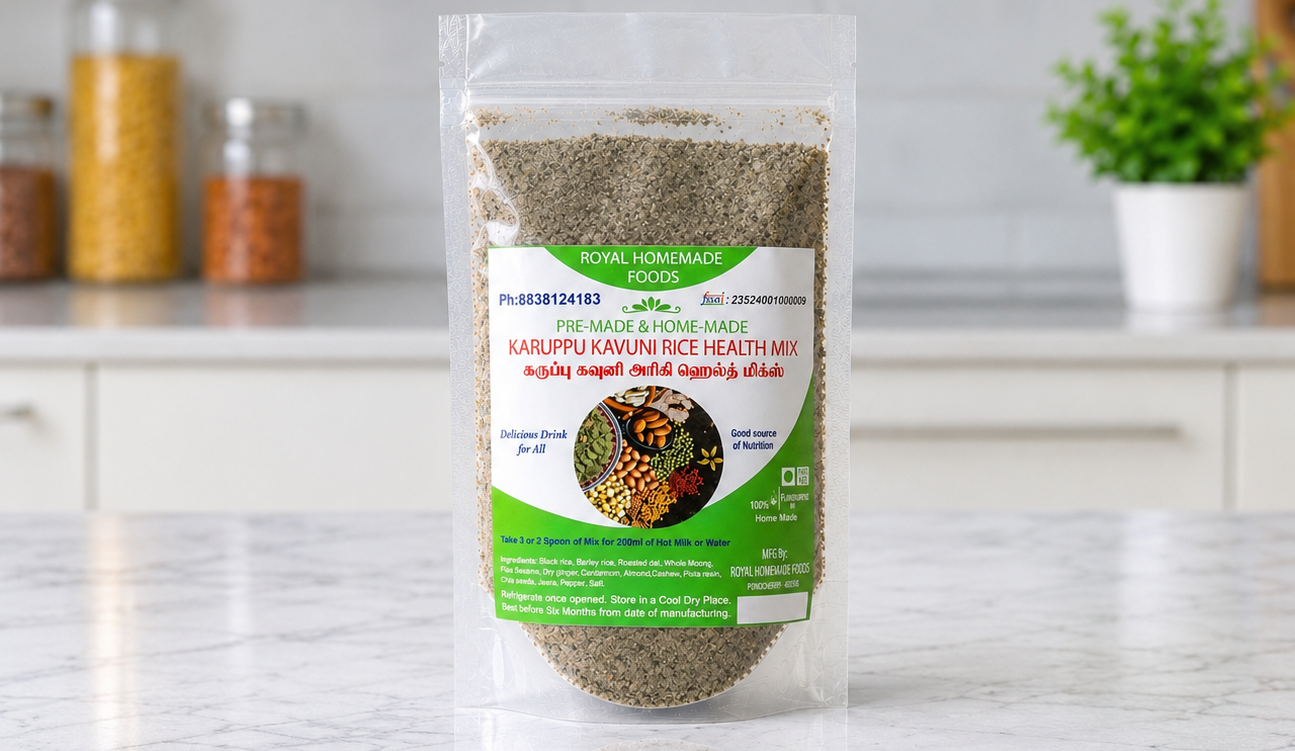 ROYAL HOMEMADE
FOODS
Ph:8838124183
fssai : 23524001000009
PRE-MADE & HOME-MADE
KARUPPU KAVUNI RICE HEALTH MIX
கருப்பு கவுனி அரிகி ஹெல்த் மிக்ஸ்
Delicious Drink
for All
Good source
of Nutrition
100%
Home Made
Take 3 or 2 Spoon of Mix for 200ml of Hot Milk or Water
Ingredients: Black rice, Barley rice, Roasted dal, Whole Moong,
Sesame, Dry ginger, Almond,Cashew, Pista
seeds, Jeera, Pepper, Salt.
Refrigerate once opened. Store in a Cool Dry Place.
Best before Six Months from date of manufacturing.
MFG By:
ROYAL HOMEMADE FOODS